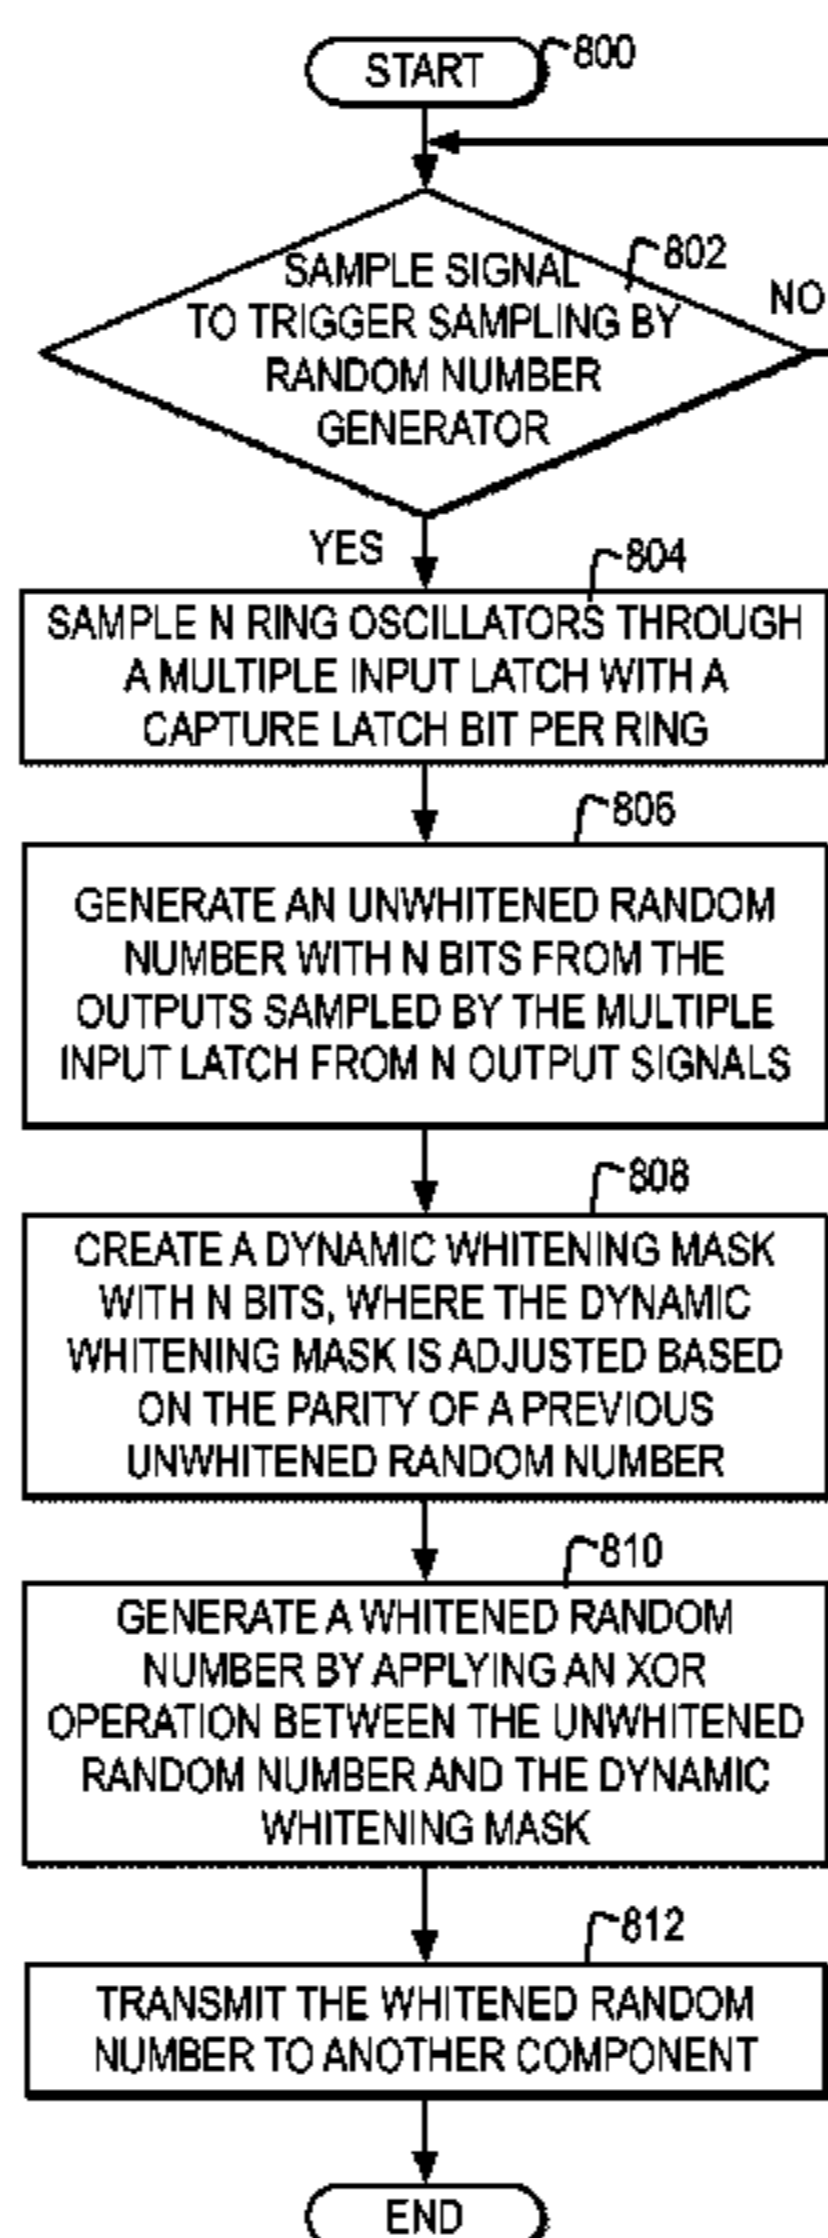 START
800
SAMPLE SIGNAL
TO TRIGGER SAMPLING BY
RANDOM NUMBER
GENERATOR
802
NO
YES
804
SAMPLE N RING OSCILLATORS THROUGH
A MULTIPLE INPUT LATCH WITH A
CAPTURE LATCH BIT PER RING
806
GENERATE AN UNWHITENED RANDOM
NUMBER WITH N BITS FROM THE
OUTPUTS SAMPLED BY THE MULTIPLE
INPUT LATCH FROM N OUTPUT SIGNALS
808
CREATE A DYNAMIC WHITENING MASK
WITH N BITS, WHERE THE DYNAMIC
WHITENING MASK IS ADJUSTED BASED
ON THE PARITY OF A PREVIOUS
UNWHITENED RANDOM NUMBER
810
GENERATE A WHITENED RANDOM
NUMBER BY APPLYING AN XOR
OPERATION BETWEEN THE UNWHITENED
RANDOM NUMBER AND THE DYNAMIC
WHITENING MASK
812
TRANSMIT THE WHITENED RANDOM
NUMBER TO ANOTHER COMPONENT
END